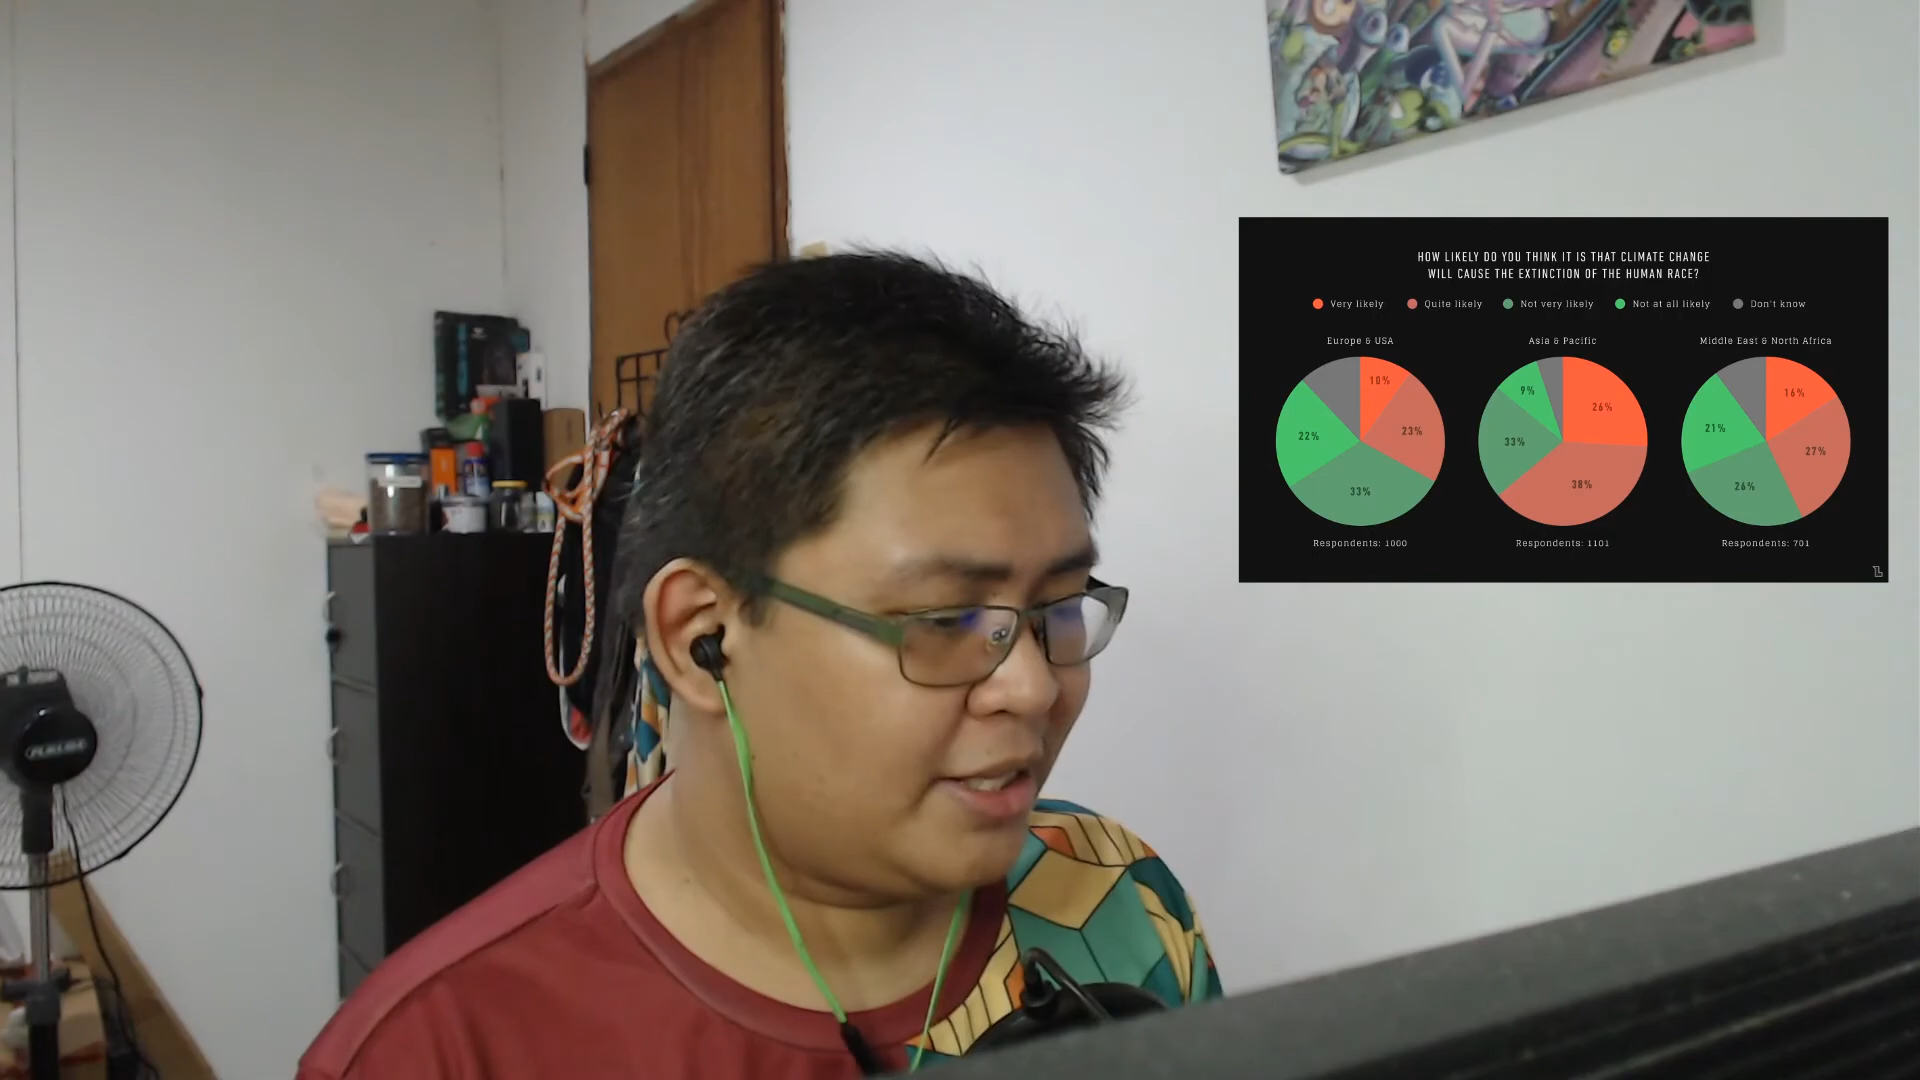 HOW LIKELY DO YOU THINK IT IS THAT CLIMATE CHANGE
WILL CAUSE THE EXTINCTION OF THE HUMAN RACE?
Very likely
Quite likely
Not very likely
Not at all likely
Don't know
Europe & USA
10%
23%
33%
22%
Respondents: 1000
Asia & Pacific
26%
38%
33%
9%
Respondents: 1101
Middle East & North Africa
16%
27%
26%
21%
Respondents: 701